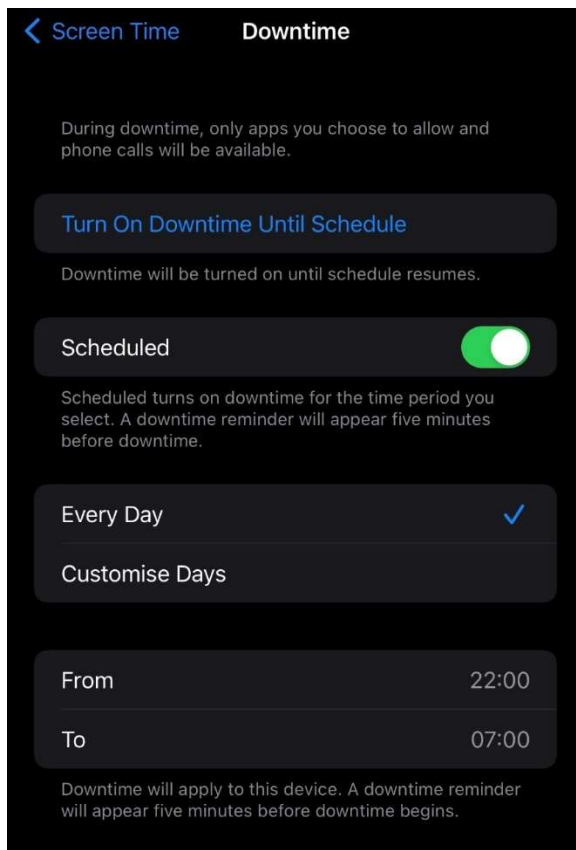 Screen Time
Downtime
During downtime, only apps you choose to allow and
phone calls will be available.
Turn On Downtime Until Schedule
Downtime will be turned on until schedule resumes.
Scheduled
Scheduled turns on downtime for the time period you
select. A downtime reminder will appear five minutes
before downtime.
Every Day
Customise Days
From 22:00
To 07:00
Downtime will apply to this device. A downtime reminder
will appear five minutes before downtime begins.